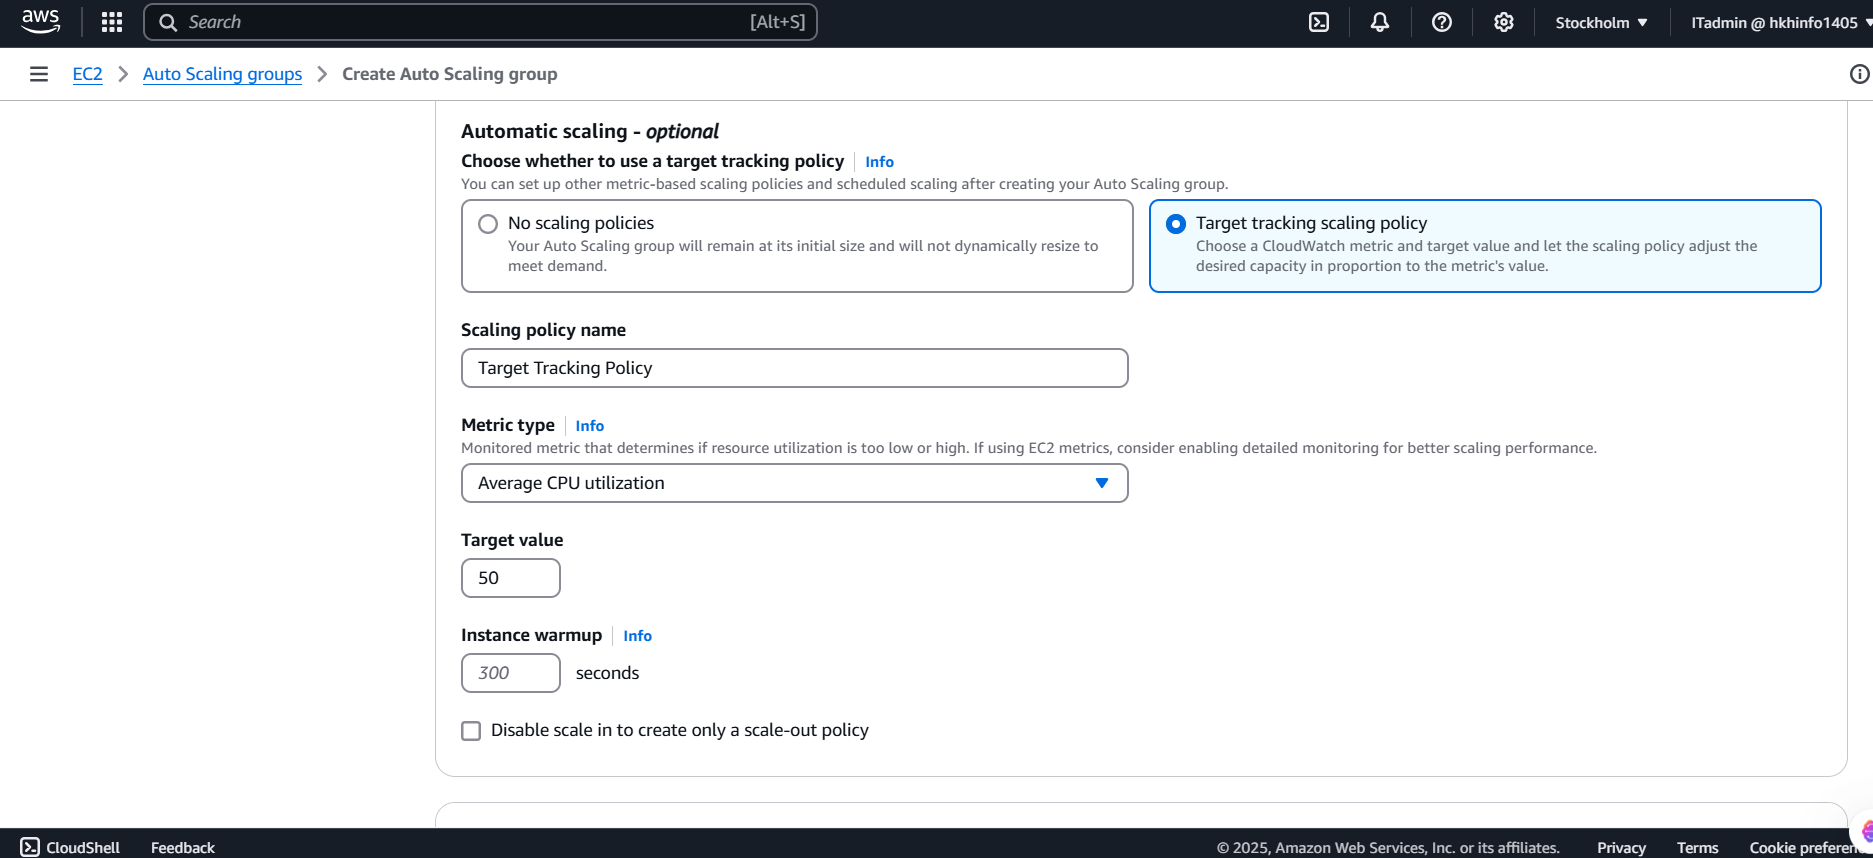 aws
Search [Alt+S]
Stockholm
ITadmin @ hkhinfo1405
EC2 > Auto Scaling groups > Create Auto Scaling group
Automatic scaling - optional
Choose whether to use a target tracking policy
Info
You can set up other metric-based scaling policies and scheduled scaling after creating your Auto Scaling group.
No scaling policies
Your Auto Scaling group will remain at its initial size and will not dynamically resize to
meet demand.
Target tracking scaling policy
Choose a CloudWatch metric and target value and let the scaling policy adjust the
desired capacity in proportion to the metric's value.
Scaling policy name
Target Tracking Policy
Metric type
Info
Monitored metric that determines if resource utilization is too low or high. If using EC2 metrics, consider enabling detailed monitoring for better scaling performance.
Average CPU utilization
Target value
50
Instance warmup
Info
300 seconds
Disable scale in to create only a scale-out policy
CloudShell
Feedback
© 2025, Amazon Web Services, Inc. or its affiliates.
Privacy
Terms
Cookie